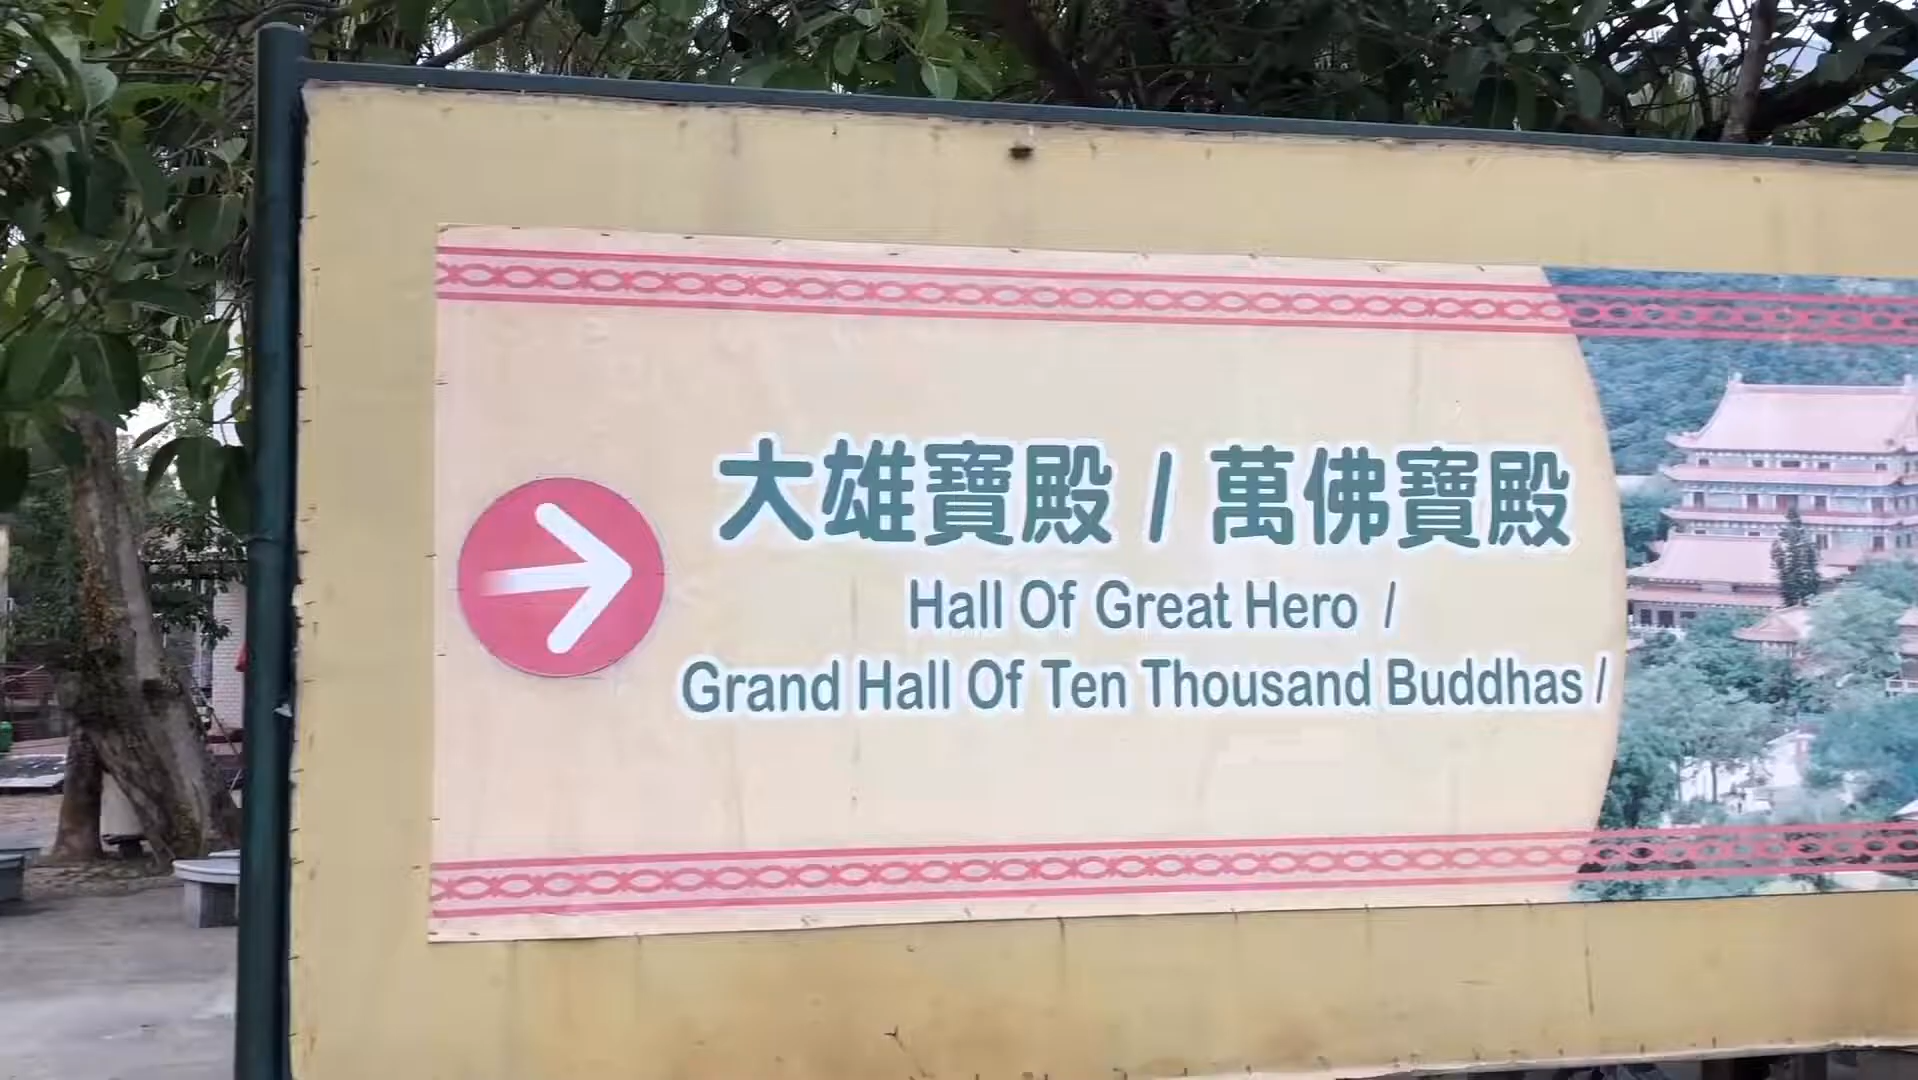 大雄寶殿 / 萬佛寶殿
Hall Of Great Hero /
Grand Hall Of Ten Thousand Buddhas /